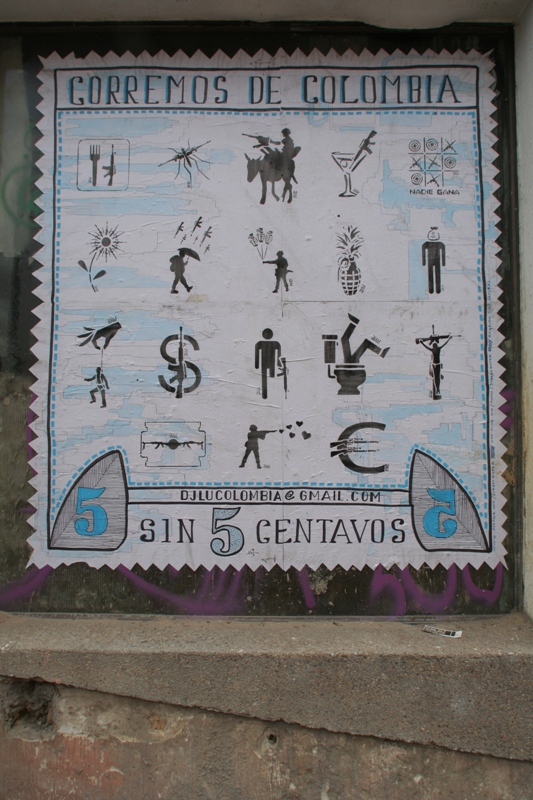 CORREMOS DE COLOMBIA
NADIE GANA
DJLUCOLOMBIA@GMAIL.COM
5
5
SIN 5 CENTAVOS